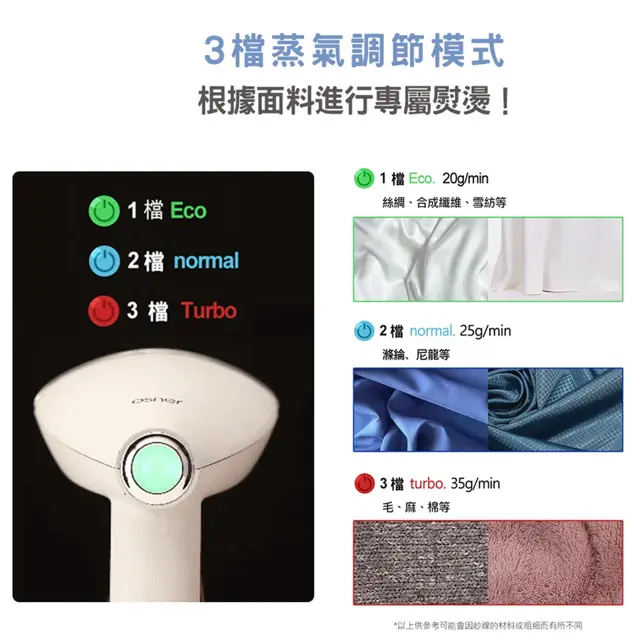 3檔蒸氣調節模式
根據面料進行專屬熨燙！
1檔 Eco
2檔 normal
3 檔 Turbo
osner
1 檔 Eco. 20g/min
絲綢、合成纖維、雪紡等
2 檔 normal. 25g/min
滌綸、尼龍等
3 檔 turbo. 35g/min
毛、麻、棉等
*以上供參考可能會因紗線的材料或粗細而有所不同